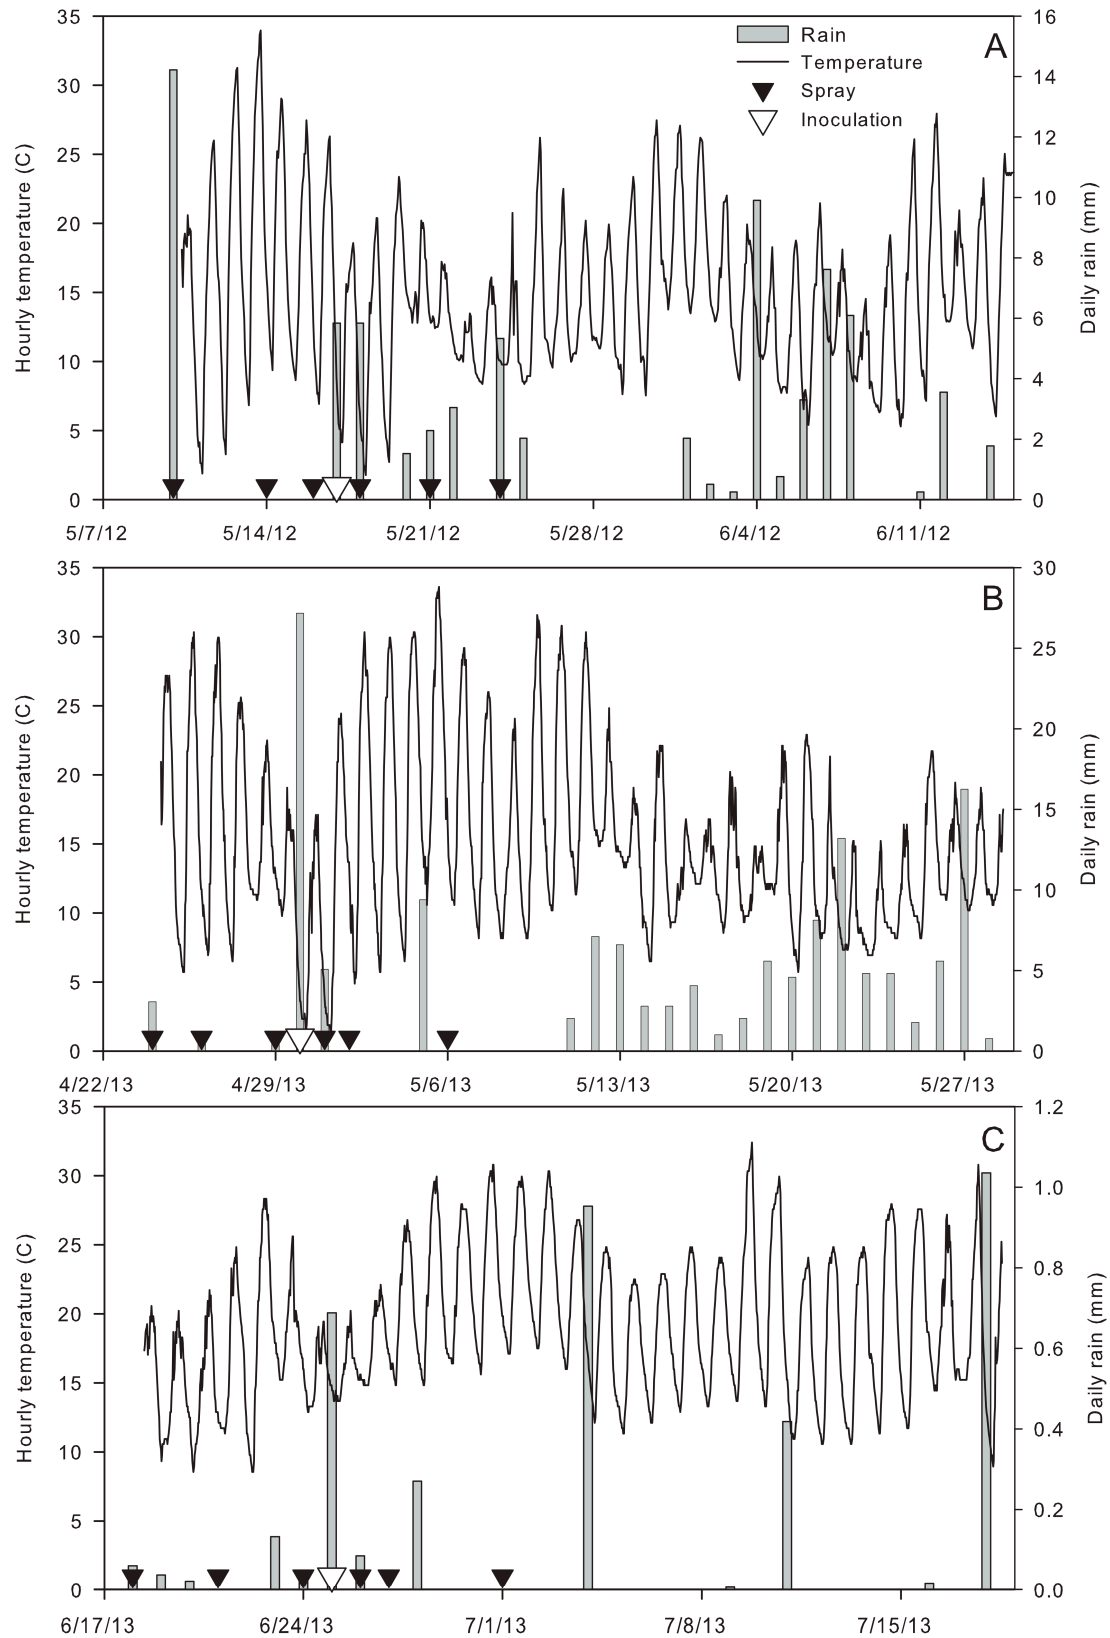 35 16
Rain A
Temperature
30 14
Spray
Inoculation
12
25
10
20
8
15
6
10
4
5
2
0 0
Hourly temperature (C)
Daily rain (mm)
5/7/12 5/14/12 5/21/12 5/28/12 6/4/12 6/11/12
35 30
B
30 25
25
20
20
15
15
10
10
5
5
0 0
Hourly temperature (C)
Daily rain (mm)
4/22/13 4/29/13 5/6/13 5/13/13 5/20/13 5/27/13
35 1.2
C
30 1.0
25
0.8
20
0.6
15
0.4
10
0.2
5
0 0.0
Hourly temperature (C)
Daily rain (mm)
6/17/13 6/24/13 7/1/13 7/8/13 7/15/13